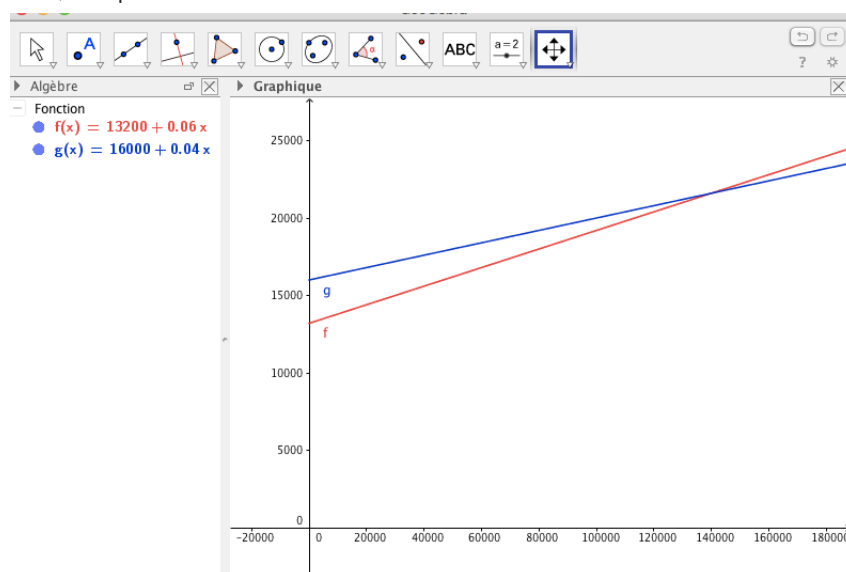 A α ABC a=2 ?
Algèbre
Graphique
Fonction
f(x) = 13200 + 0.06 x
g(x) = 16000 + 0.04 x
25000
20000
15000
g
f
10000
5000
0
-20000 0 20000 40000 60000 80000 100000 120000 140000 160000